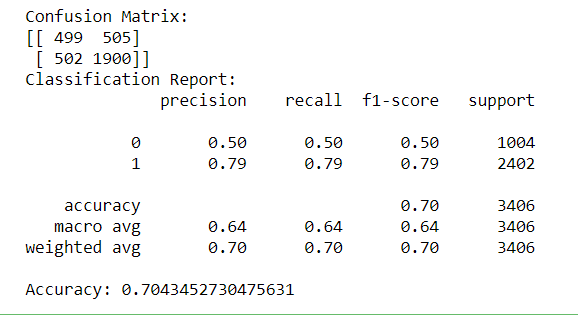 Confusion Matrix:
[[ 499  505]
 [ 502 1900]]
Classification Report:
              precision    recall  f1-score   support

           0       0.50      0.50      0.50      1004
           1       0.79      0.79      0.79      2402

    accuracy                           0.70      3406
   macro avg       0.64      0.64      0.64      3406
weighted avg       0.70      0.70      0.70      3406

Accuracy: 0.7043452730475631